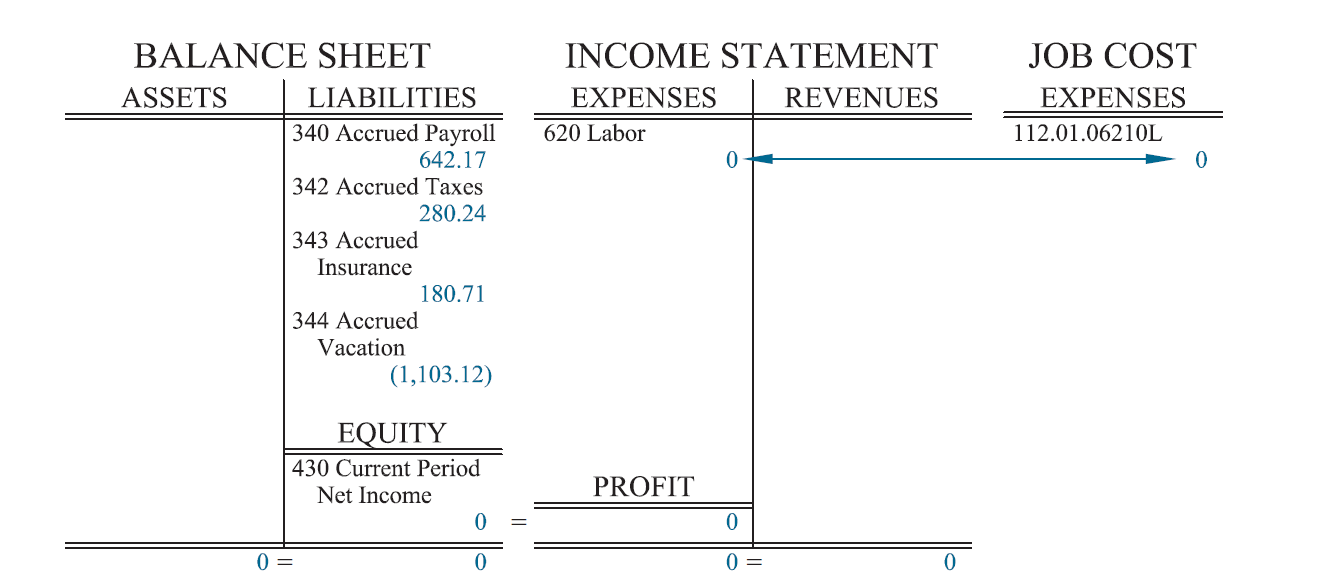 BALANCE SHEET INCOME STATEMENT JOB COST
ASSETS LIABILITIES EXPENSES REVENUES EXPENSES
340 Accrued Payroll 620 Labor 112.01.06210L
642.17 0 0
342 Accrued Taxes
280.24
343 Accrued
Insurance
180.71
344 Accrued
Vacation
(1,103.12)
EQUITY
430 Current Period
Net Income PROFIT
0 = 0
0 = 0 0 = 0